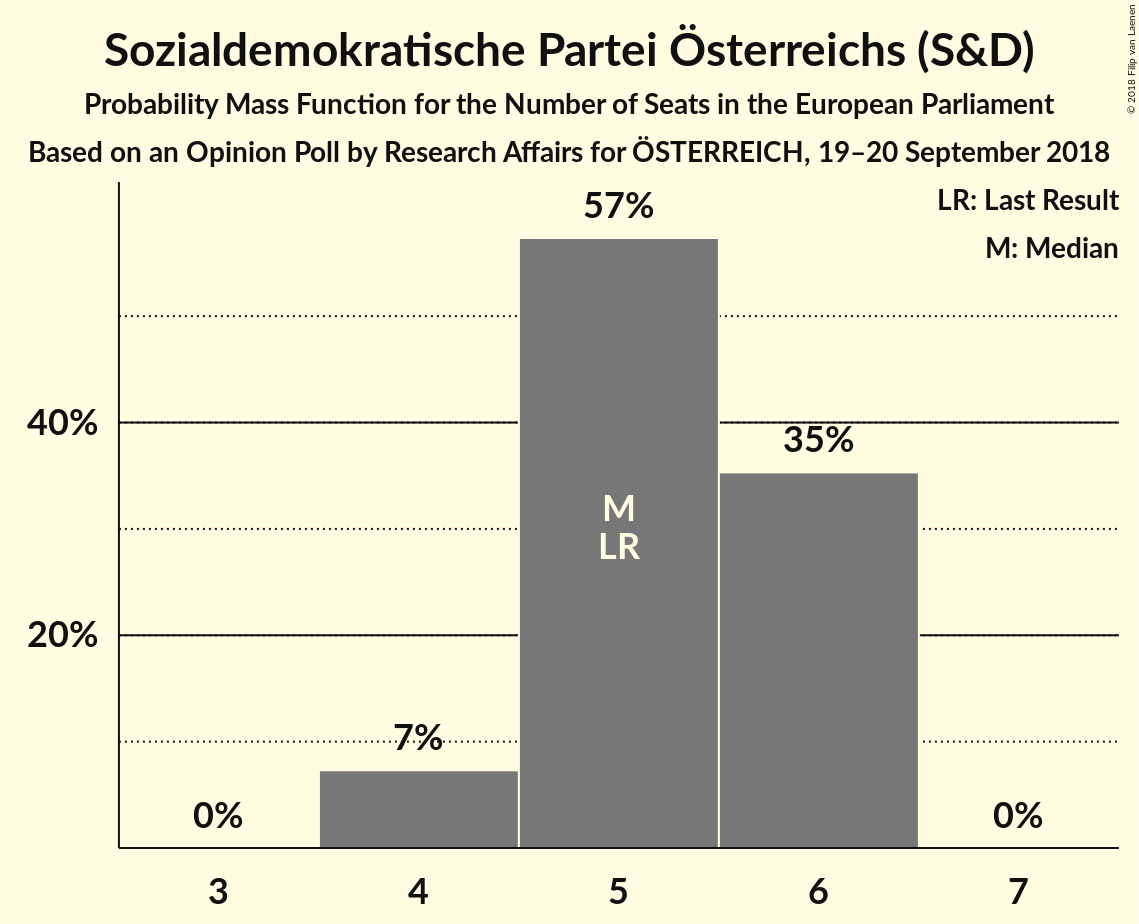 Sozialdemokratische Partei Österreichs (S&D)
Probability Mass Function for the Number of Seats in the European Parliament
Based on an Opinion Poll by Research Affairs for ÖSTERREICH, 19–20 September 2018
© 2018 Filip van Laenen
LR: Last Result
M: Median
57%
40%
35%
M
LR
20%
7%
0%
0%
3 4 5 6 7